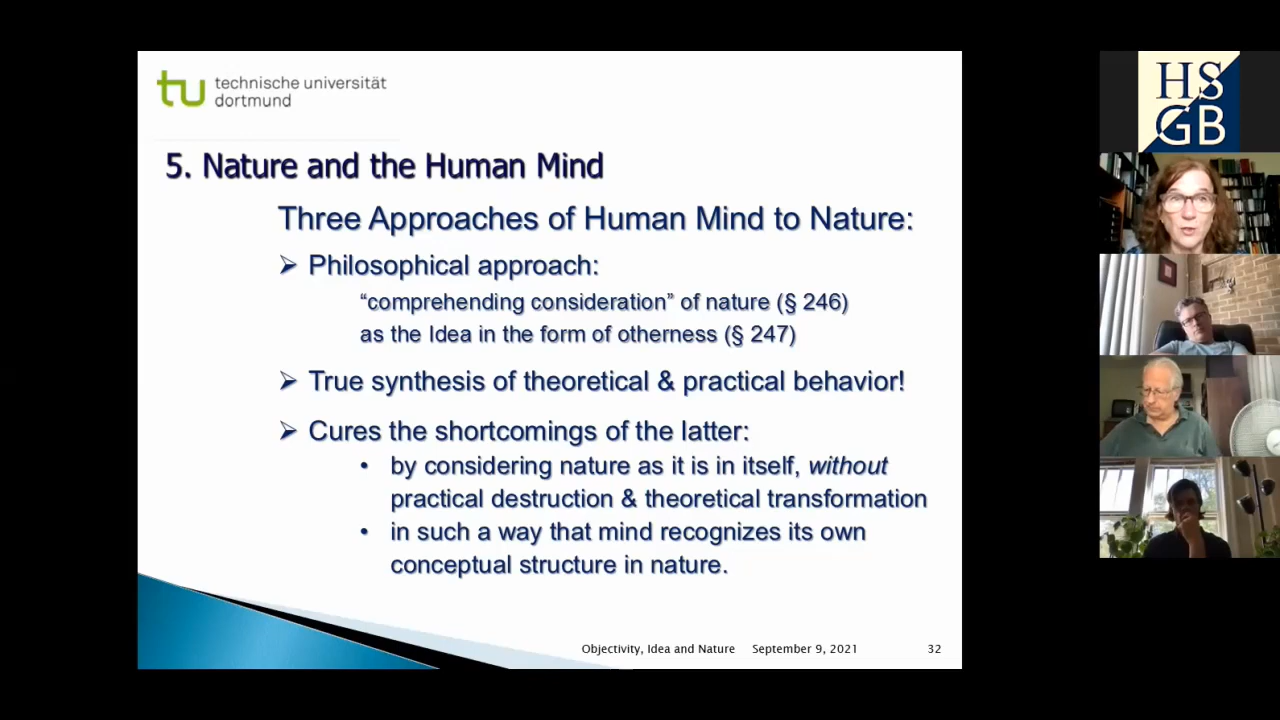 technische universität
dortmund
5. Nature and the Human Mind
Three Approaches of Human Mind to Nature:
➢ Philosophical approach:
“comprehending consideration” of nature (§ 246)
as the Idea in the form of otherness (§ 247)
➢ True synthesis of theoretical & practical behavior!
➢ Cures the shortcomings of the latter:
• by considering nature as it is in itself, without
practical destruction & theoretical transformation
• in such a way that mind recognizes its own
conceptual structure in nature.
Objectivity, Idea and Nature September 9, 2021 32
HS
GB